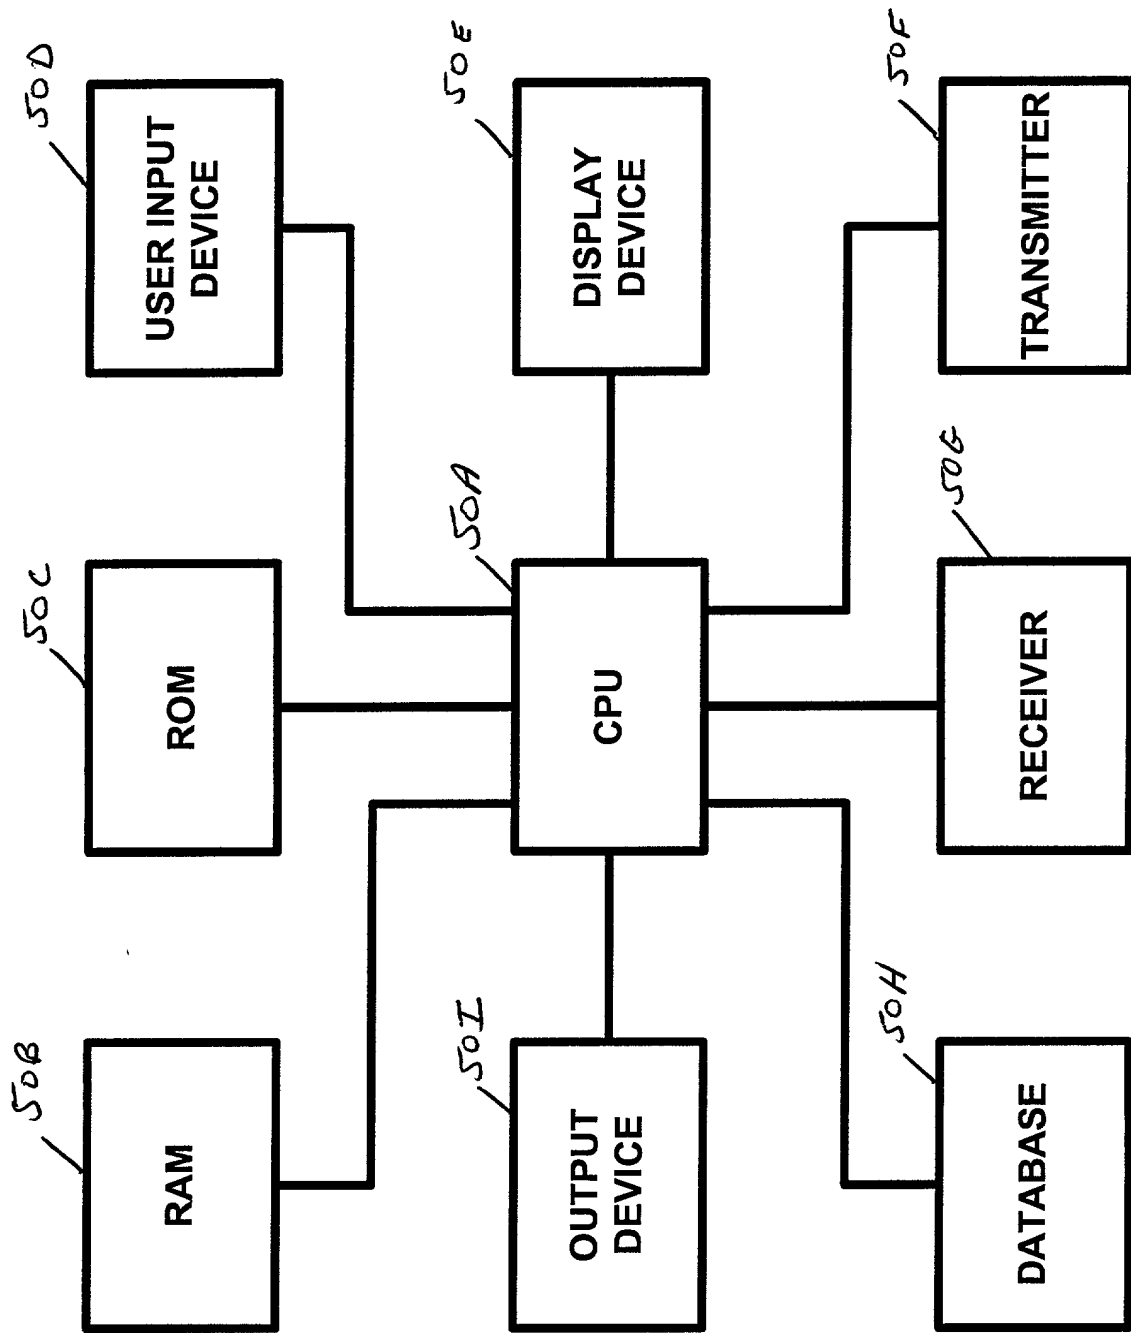 50B
RAM
50C
ROM
50D
USER INPUT
DEVICE
50I
OUTPUT
DEVICE
50A
CPU
50E
DISPLAY
DEVICE
50H
DATABASE
50G
RECEIVER
50F
TRANSMITTER